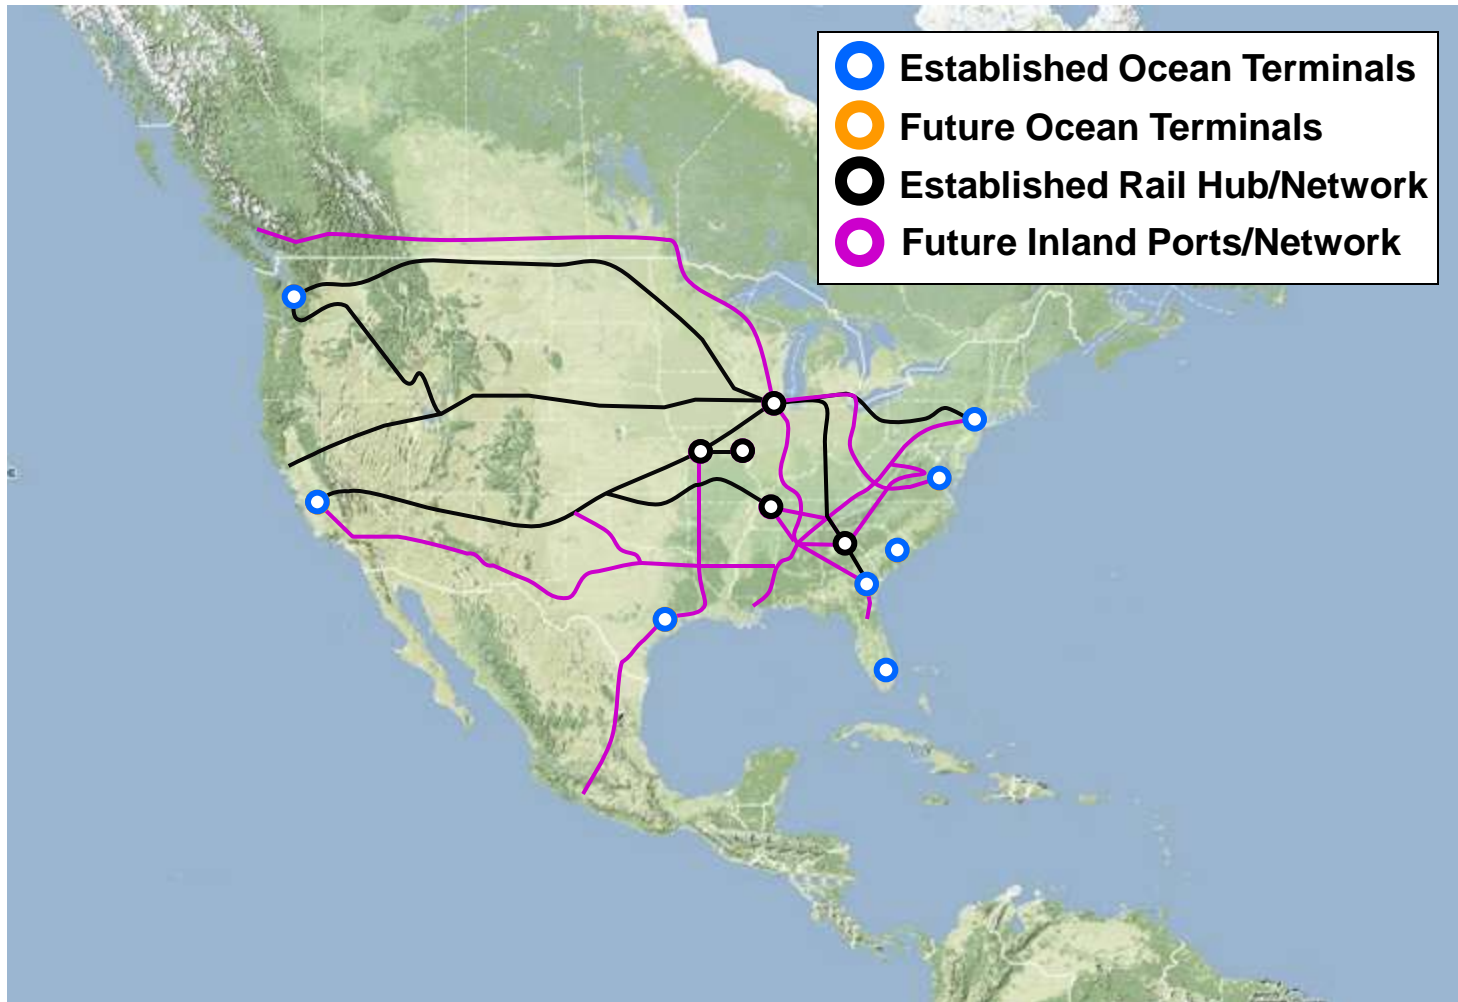 Established Ocean Terminals
Future Ocean Terminals
Established Rail Hub/Network
Future Inland Ports/Network